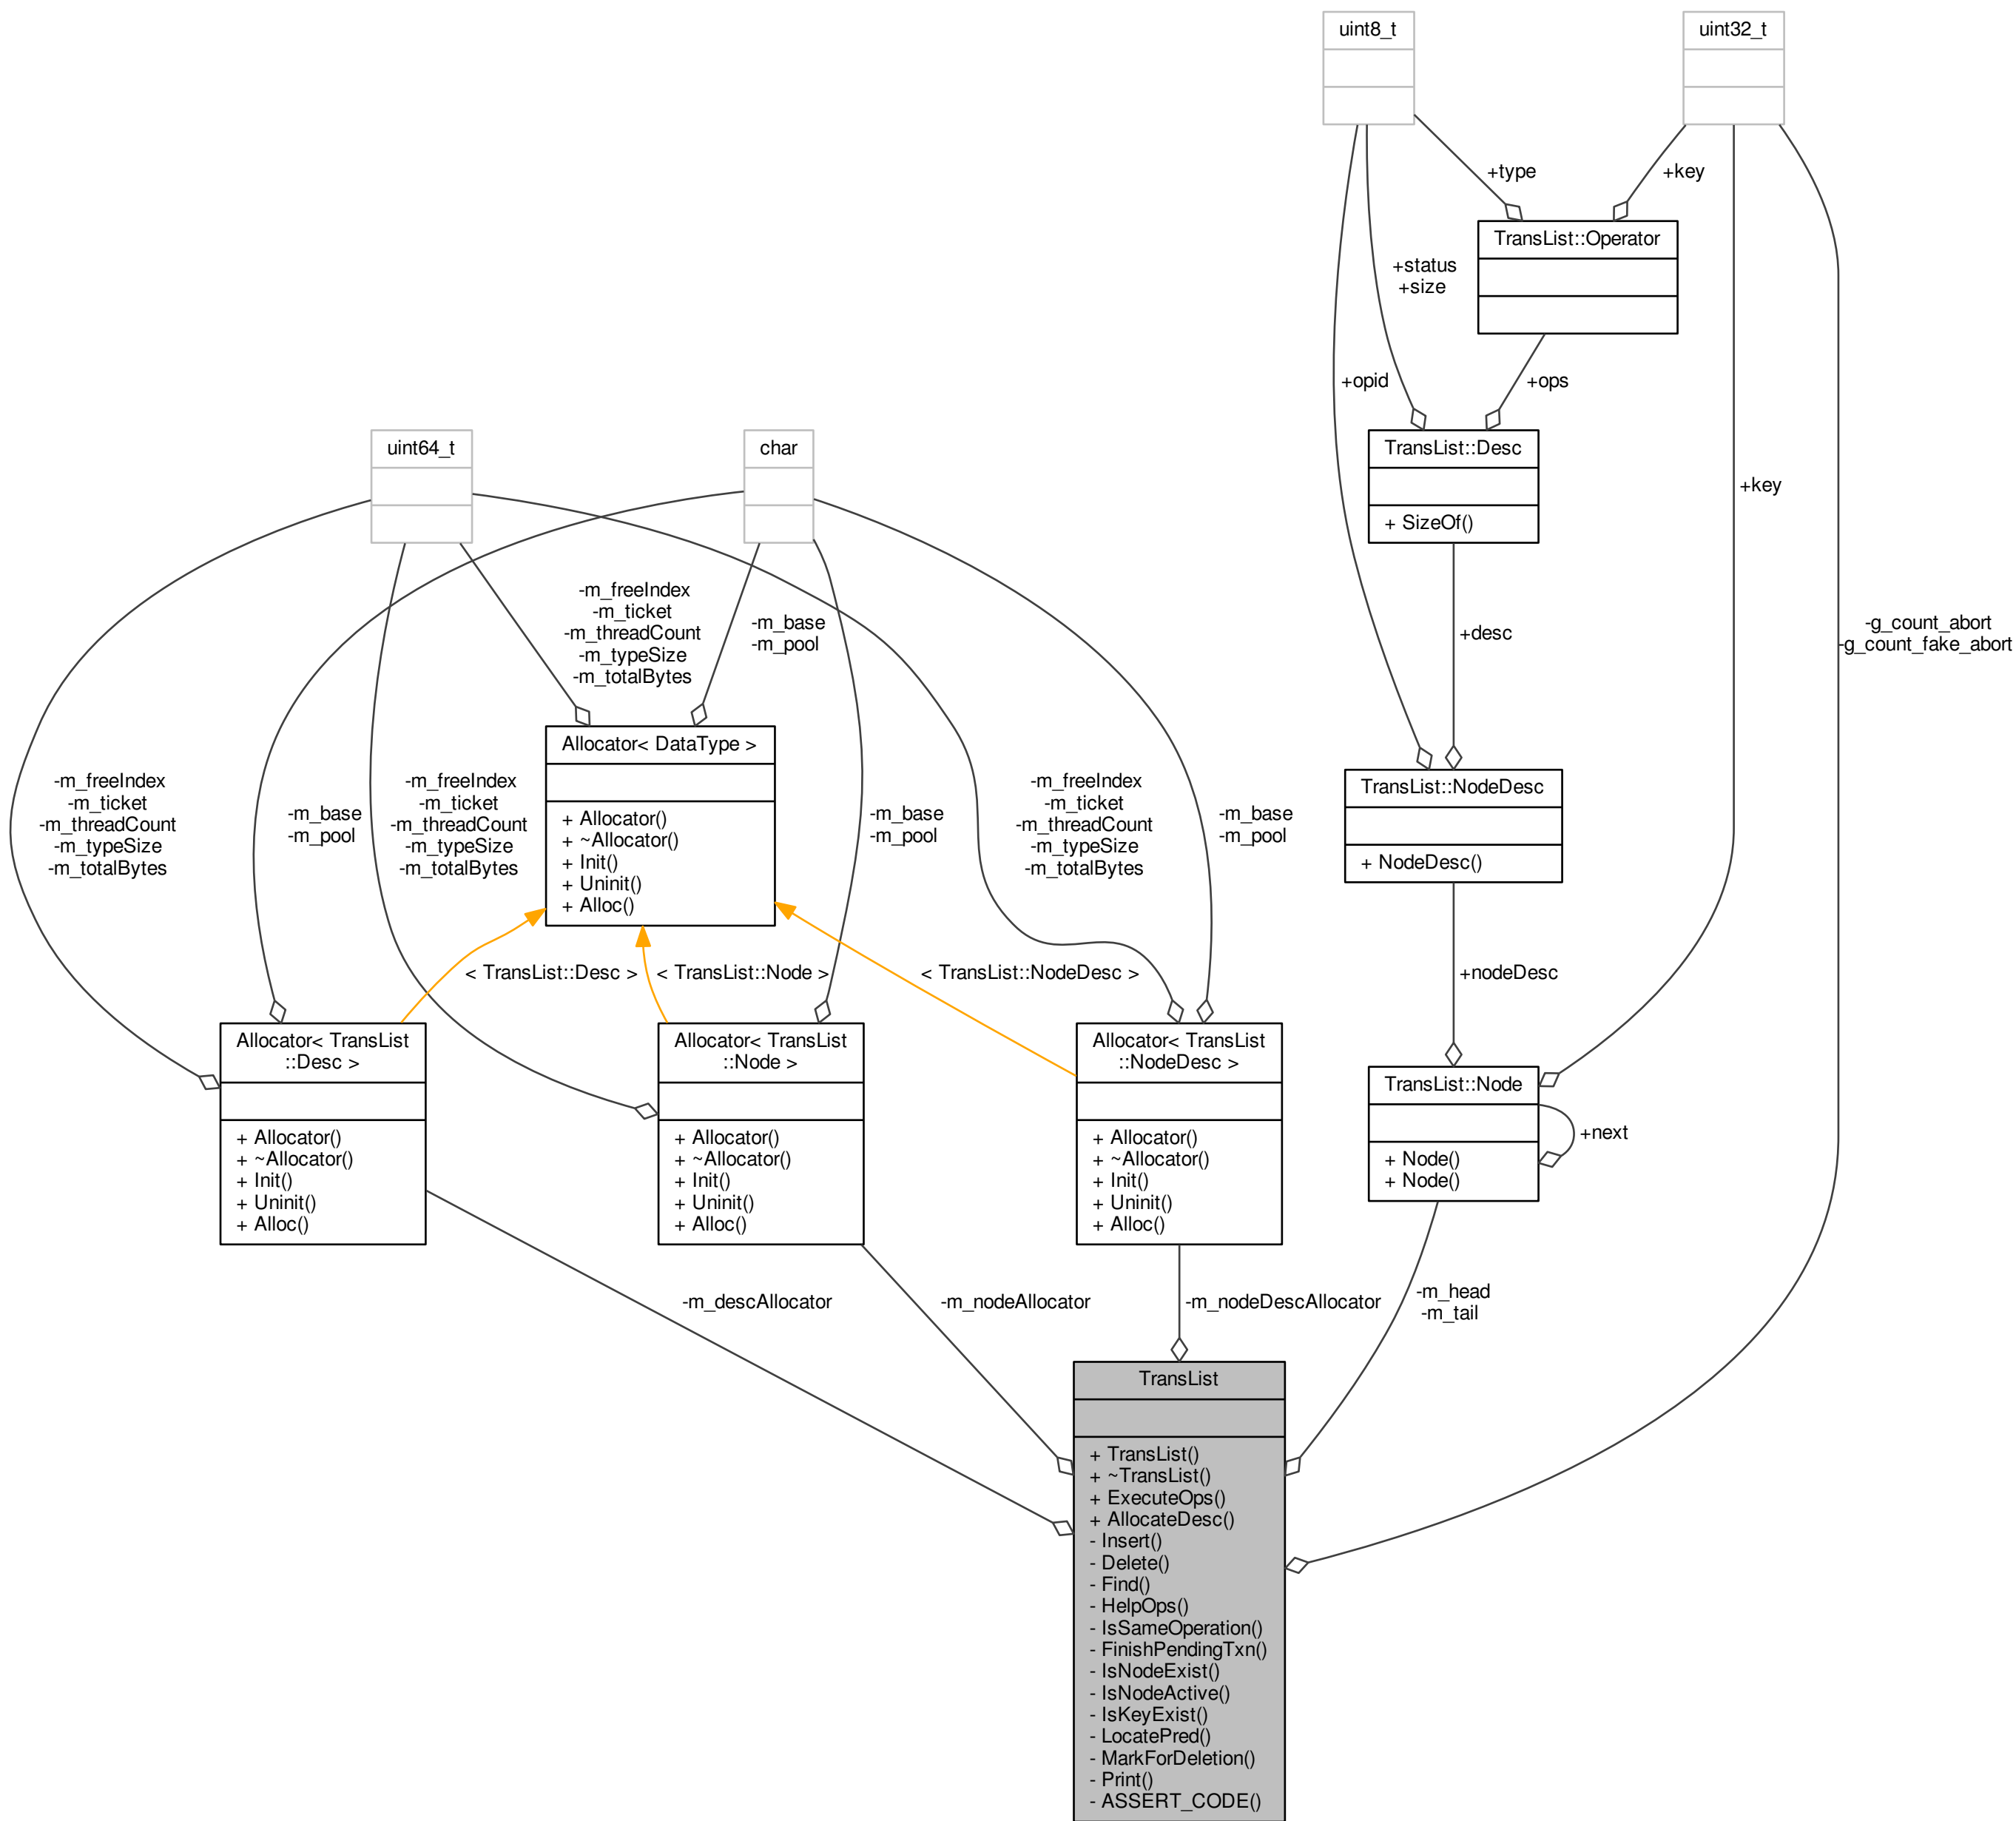 uint8_t
uint32_t
+type
+key
TransList::Operator
+status
+size
+opid
+ops
uint64_t
char
TransList::Desc
+ SizeOf()
+key
-m_freeIndex
-m_ticket
-m_threadCount
-m_typeSize
-m_totalBytes
-m_base
-m_pool
+desc
-g_count_abort
-g_count_fake_abort
Allocator< DataType >
+ Allocator()
+ ~Allocator()
+ Init()
+ Uninit()
+ Alloc()
TransList::NodeDesc
+ NodeDesc()
-m_freeIndex
-m_ticket
-m_threadCount
-m_typeSize
-m_totalBytes
-m_base
-m_pool
-m_freeIndex
-m_ticket
-m_threadCount
-m_typeSize
-m_totalBytes
-m_base
-m_pool
-m_freeIndex
-m_ticket
-m_threadCount
-m_typeSize
-m_totalBytes
-m_base
-m_pool
< TransList::Desc >
< TransList::Node >
< TransList::NodeDesc >
+nodeDesc
Allocator< TransList
::Desc >
+ Allocator()
+ ~Allocator()
+ Init()
+ Uninit()
+ Alloc()
Allocator< TransList
::Node >
+ Allocator()
+ ~Allocator()
+ Init()
+ Uninit()
+ Alloc()
Allocator< TransList
::NodeDesc >
+ Allocator()
+ ~Allocator()
+ Init()
+ Uninit()
+ Alloc()
TransList::Node
+ Node()
+ Node()
+next
-m_descAllocator
-m_nodeAllocator
-m_nodeDescAllocator
-m_head
-m_tail
TransList
+ TransList()
+ ~TransList()
+ ExecuteOps()
+ AllocateDesc()
- Insert()
- Delete()
- Find()
- HelpOps()
- IsSameOperation()
- FinishPendingTxn()
- IsNodeExist()
- IsNodeActive()
- IsKeyExist()
- LocatePred()
- MarkForDeletion()
- Print()
- ASSERT_CODE()